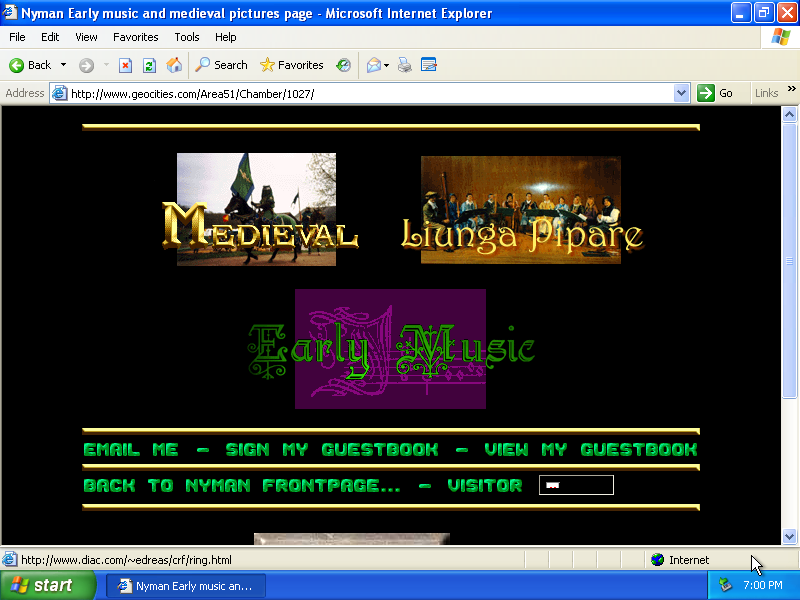 Nyman Early music and medieval pictures page - Microsoft Internet Explorer
File Edit View Favorites Tools Help
Back Search Favorites
Address http://www.geocities.com/Area51/Chamber/1027/ Go Links »
Medieval
Liunga Pipare
Early Music
EMAIL ME - SIGN MY GUESTBOOK - VIEW MY GUESTBOOK
BACK TO NYMAN FRONTPAGE... - VISITOR
http://www.diac.com/~edreas/crf/ring.html Internet
start Nyman Early music an... 7:00 PM